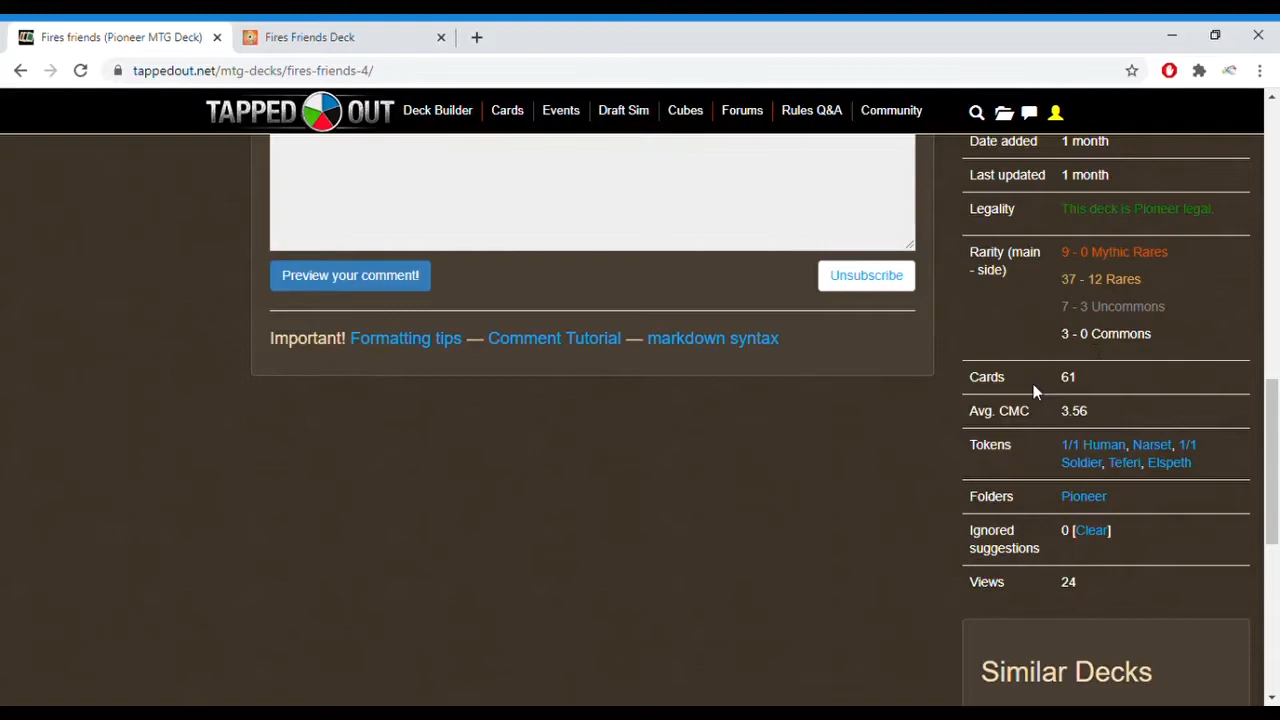 Fires friends (Pioneer MTG Deck)
Fires Friends Deck
tappedout.net/mtg-decks/fires-friends-4/
TAPPED OUT
Deck Builder
Cards
Events
Draft Sim
Cubes
Forums
Rules Q&A
Community
Date added 1 month
Last updated 1 month
Legality This deck is Pioneer legal.
Rarity (main - side)
9 - 0 Mythic Rares
37 - 12 Rares
7 - 3 Uncommons
3 - 0 Commons
Cards 61
Avg. CMC 3.56
Tokens 1/1 Human, Narset, 1/1
Soldier, Teferi, Elspeth
Folders Pioneer
Ignored suggestions 0 [Clear]
Views 24
Similar Decks
Preview your comment!
Unsubscribe
Important! Formatting tips — Comment Tutorial — markdown syntax